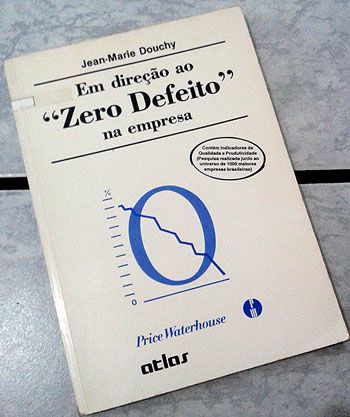 Jean-Marie Douchy
Em direção ao
“Zero Defeito”
na empresa
Contém Indicadores de
Qualidade e Produtividade
(Pesquisa realizada junto ao
universo de 1000 maiores
empresas brasileiras)
%
0
0
Price Waterhouse
atlas